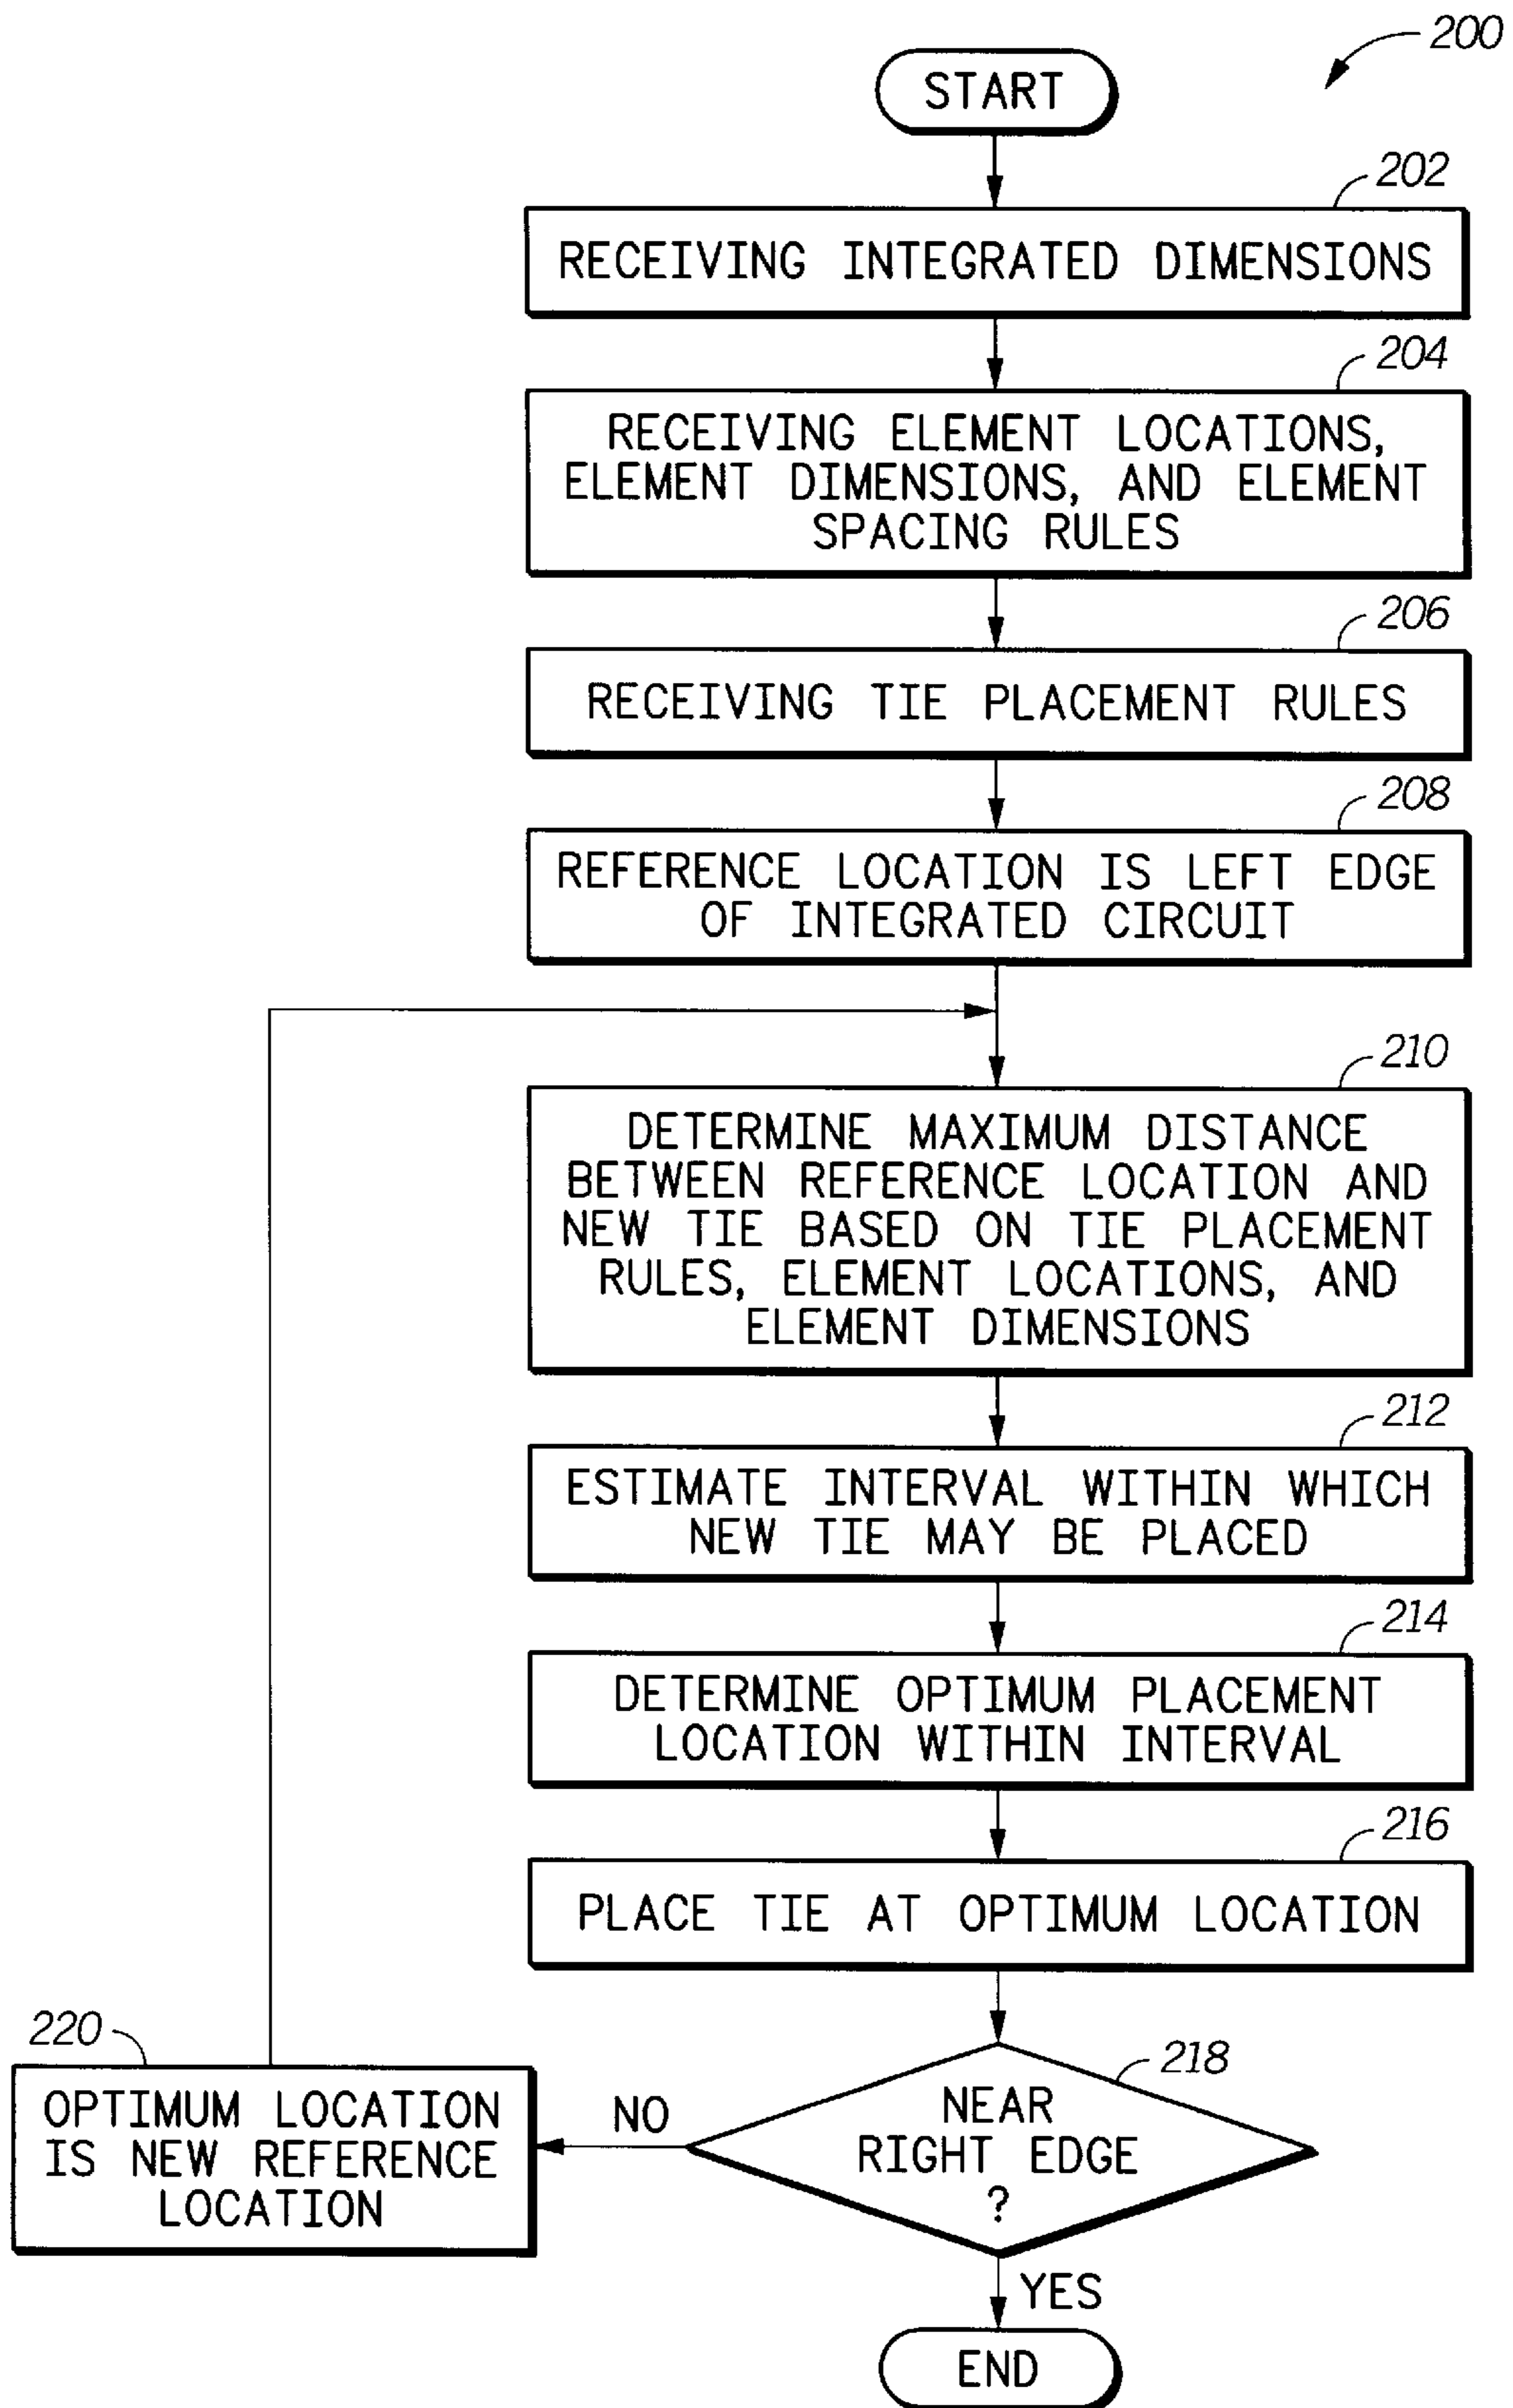 200
START
202
RECEIVING INTEGRATED DIMENSIONS
204
RECEIVING ELEMENT LOCATIONS,
ELEMENT DIMENSIONS, AND ELEMENT
SPACING RULES
206
RECEIVING TIE PLACEMENT RULES
208
REFERENCE LOCATION IS LEFT EDGE
OF INTEGRATED CIRCUIT
210
DETERMINE MAXIMUM DISTANCE
BETWEEN REFERENCE LOCATION AND
NEW TIE BASED ON TIE PLACEMENT
RULES, ELEMENT LOCATIONS, AND
ELEMENT DIMENSIONS
212
ESTIMATE INTERVAL WITHIN WHICH
NEW TIE MAY BE PLACED
214
DETERMINE OPTIMUM PLACEMENT
LOCATION WITHIN INTERVAL
216
PLACE TIE AT OPTIMUM LOCATION
218
NEAR
RIGHT EDGE
?
NO
220
OPTIMUM LOCATION
IS NEW REFERENCE
LOCATION
YES
END